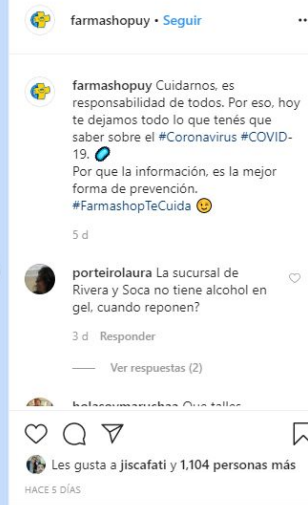 farmashopuy • Seguir
farmashopuy Cuidarnos, es
responsabilidad de todos. Por eso, hoy
te dejamos todo lo que tenés que
saber sobre el #Coronavirus #COVID-
19.
Por que la información, es la mejor
forma de prevención.
#FarmashopTeCuida
5 d
porteirolaura La sucursal de
Rivera y Soca no tiene alcohol en
gel, cuando reponen?
3 d Responder
Ver respuestas (2)
Les gusta a jiscafati y 1,104 personas más
HACE 5 DÍAS